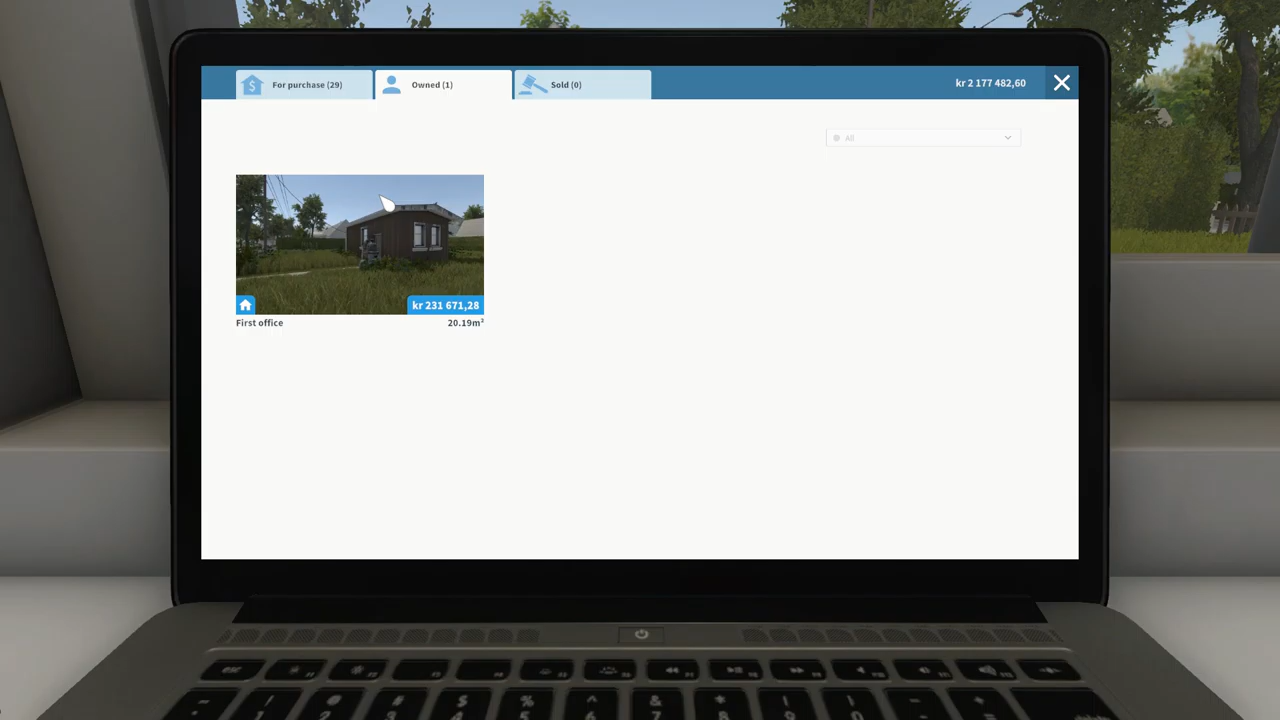 For purchase (29)
Owned (1)
Sold (0)
kr 2 177 482,60
All
kr 231 671,28
First office
20.19m²
esc